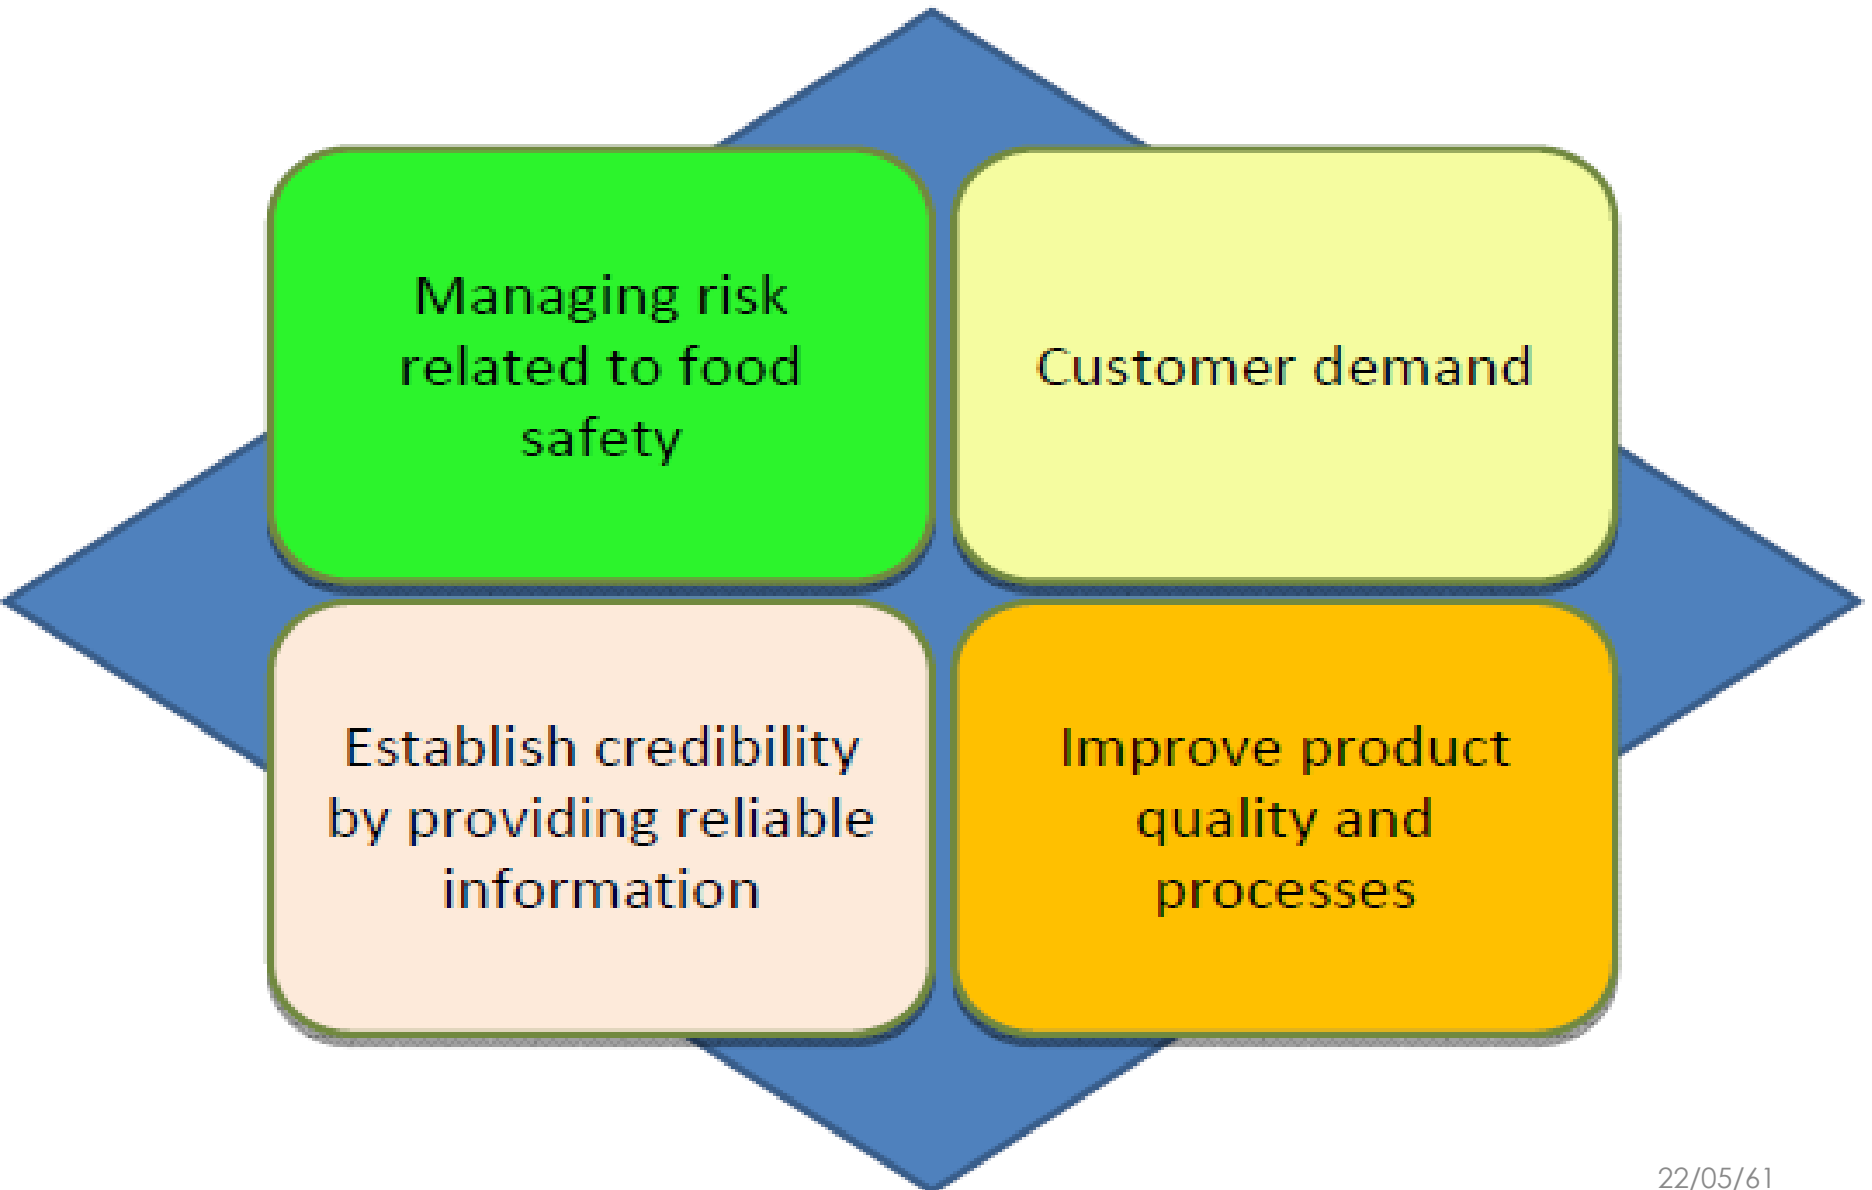 Managing risk
related to food
safety
Customer demand
Establish credibility
by providing reliable
information
Improve product
quality and
processes
22/05/61